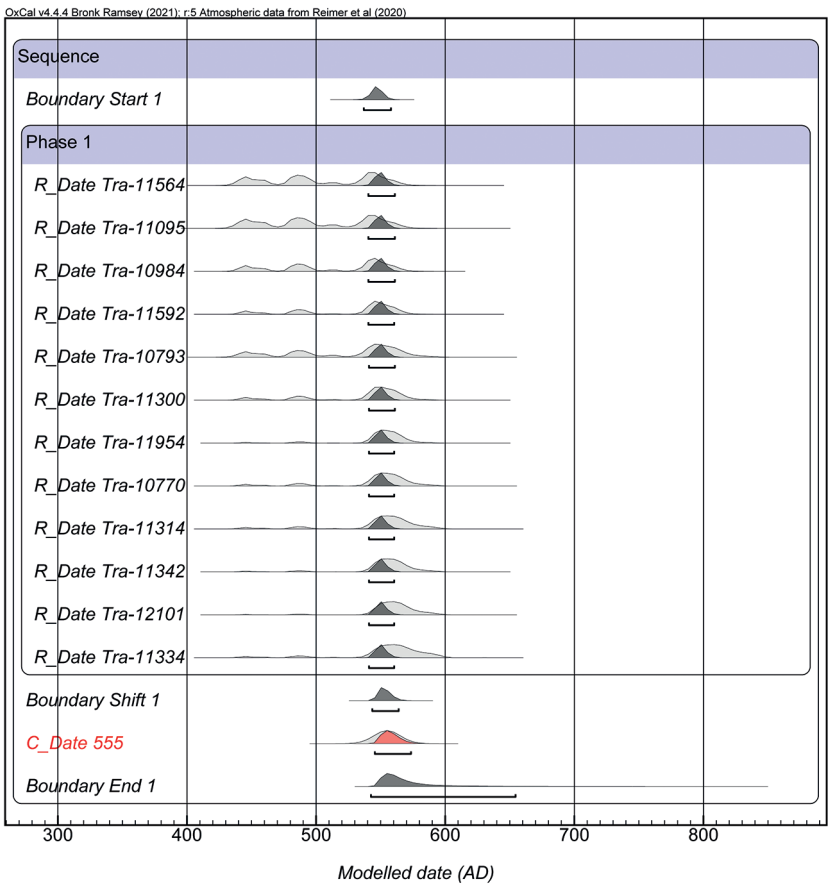 OxCal v4.4.4 Bronk Ramsey (2021); r:5 Atmospheric data from Reimer et al (2020)
Sequence
Boundary Start 1
Phase 1
R_Date Tra-11564
R_Date Tra-11095
R_Date Tra-10984
R_Date Tra-11592
R_Date Tra-10793
R_Date Tra-11300
R_Date Tra-11954
R_Date Tra-10770
R_Date Tra-11314
R_Date Tra-11342
R_Date Tra-12101
R_Date Tra-11334
Boundary Shift 1
C_Date 555
Boundary End 1
300 400 500 600 700 800
Modelled date (AD)